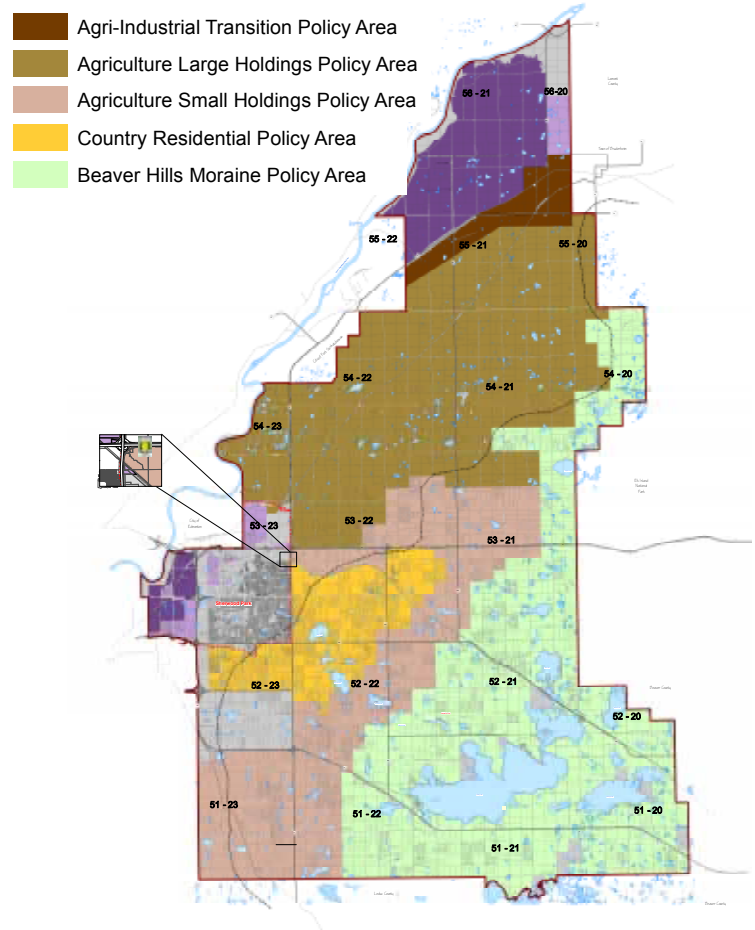 Agri-Industrial Transition Policy Area
Agriculture Large Holdings Policy Area
Agriculture Small Holdings Policy Area
Country Residential Policy Area
Beaver Hills Moraine Policy Area
56 - 21
56-20
55 - 22
55 - 21
55 - 20
54 - 22
54 - 21
54 - 20
54 - 23
53 - 23
53 - 22
53 - 21
Sherwood Park
52 - 23
52 - 22
52 - 21
52 - 20
51 - 23
51 - 22
51 - 21
51 - 20